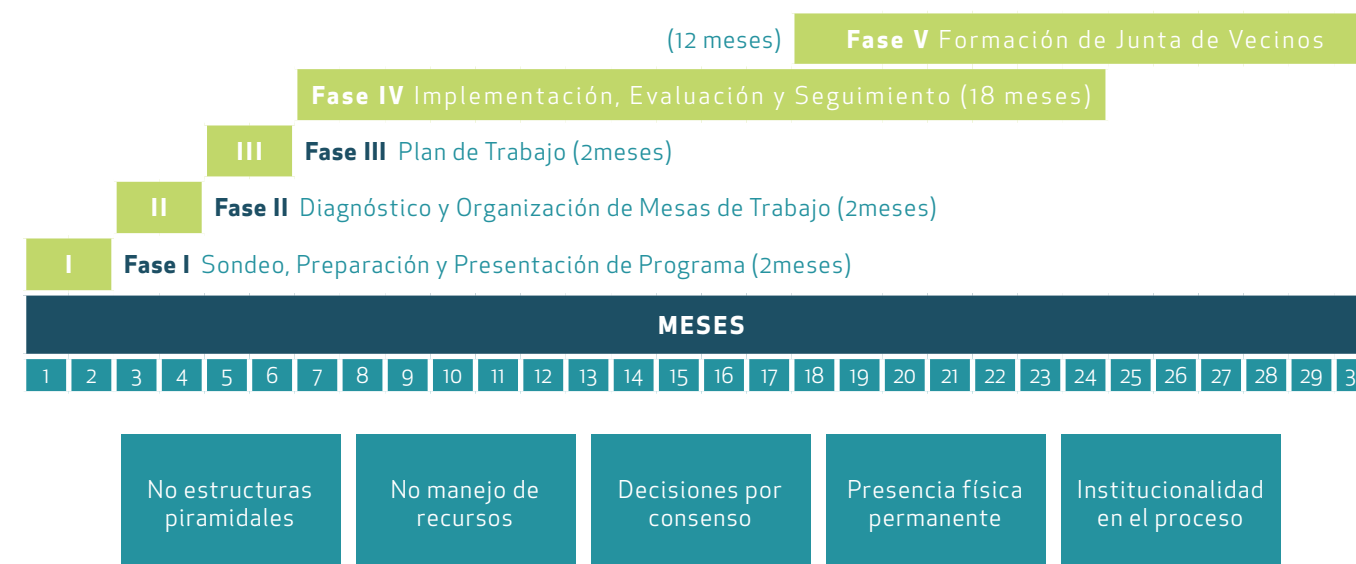 (12 meses) Fase V Formación de Junta de Vecinos
Fase IV Implementación, Evaluación y Seguimiento (18 meses)
III Fase III Plan de Trabajo (2meses)
II Fase II Diagnóstico y Organización de Mesas de Trabajo (2meses)
I Fase I Sondeo, Preparación y Presentación de Programa (2meses)
MESES
1 2 3 4 5 6 7 8 9 10 11 12 13 14 15 16 17 18 19 20 21 22 23 24 25 26 27 28 29
No estructuras
piramidales
No manejo de
recursos
Decisiones por
consenso
Presencia física
permanente
Institucionalidad
en el proceso